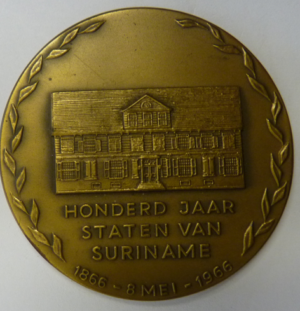 HONDERD JAAR
STATEN VAN
SURINAME
1866 - 8 MEI - 1966